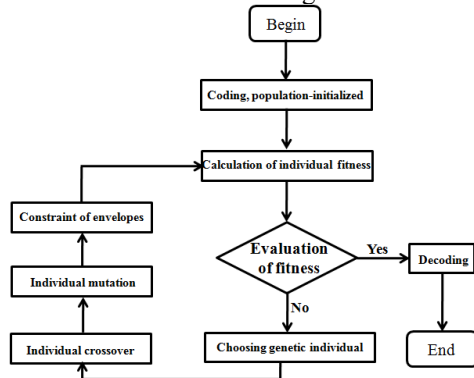 Begin
Coding, population-initialized
Calculation of individual fitness
Constraint of envelopes
Evaluation
of fitness
Yes
Decoding
Individual mutation
No
Individual crossover
Choosing genetic individual
End